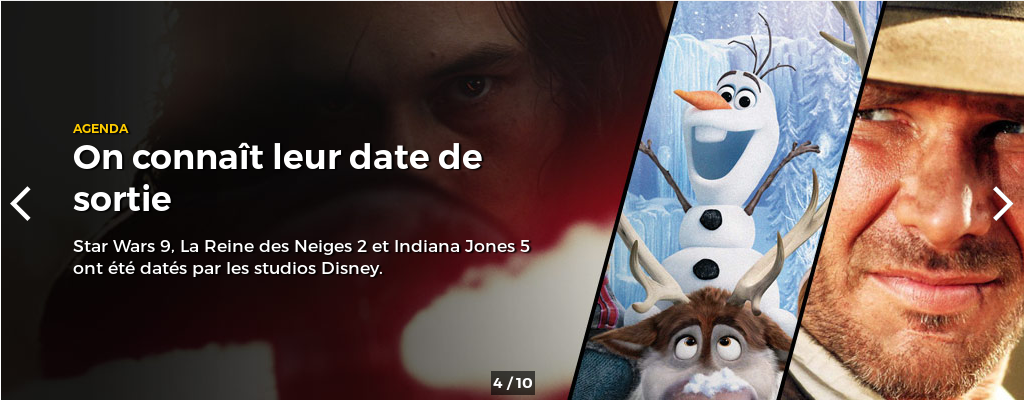 AGENDA
On connaît leur date de
sortie
Star Wars 9, La Reine des Neiges 2 et Indiana Jones 5
ont été datés par les studios Disney.
4 / 10